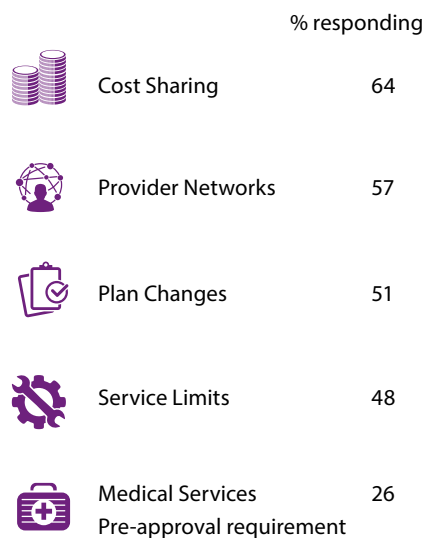 % responding
Cost Sharing 64
Provider Networks 57
Plan Changes 51
Service Limits 48
Medical Services 26
Pre-approval requirement